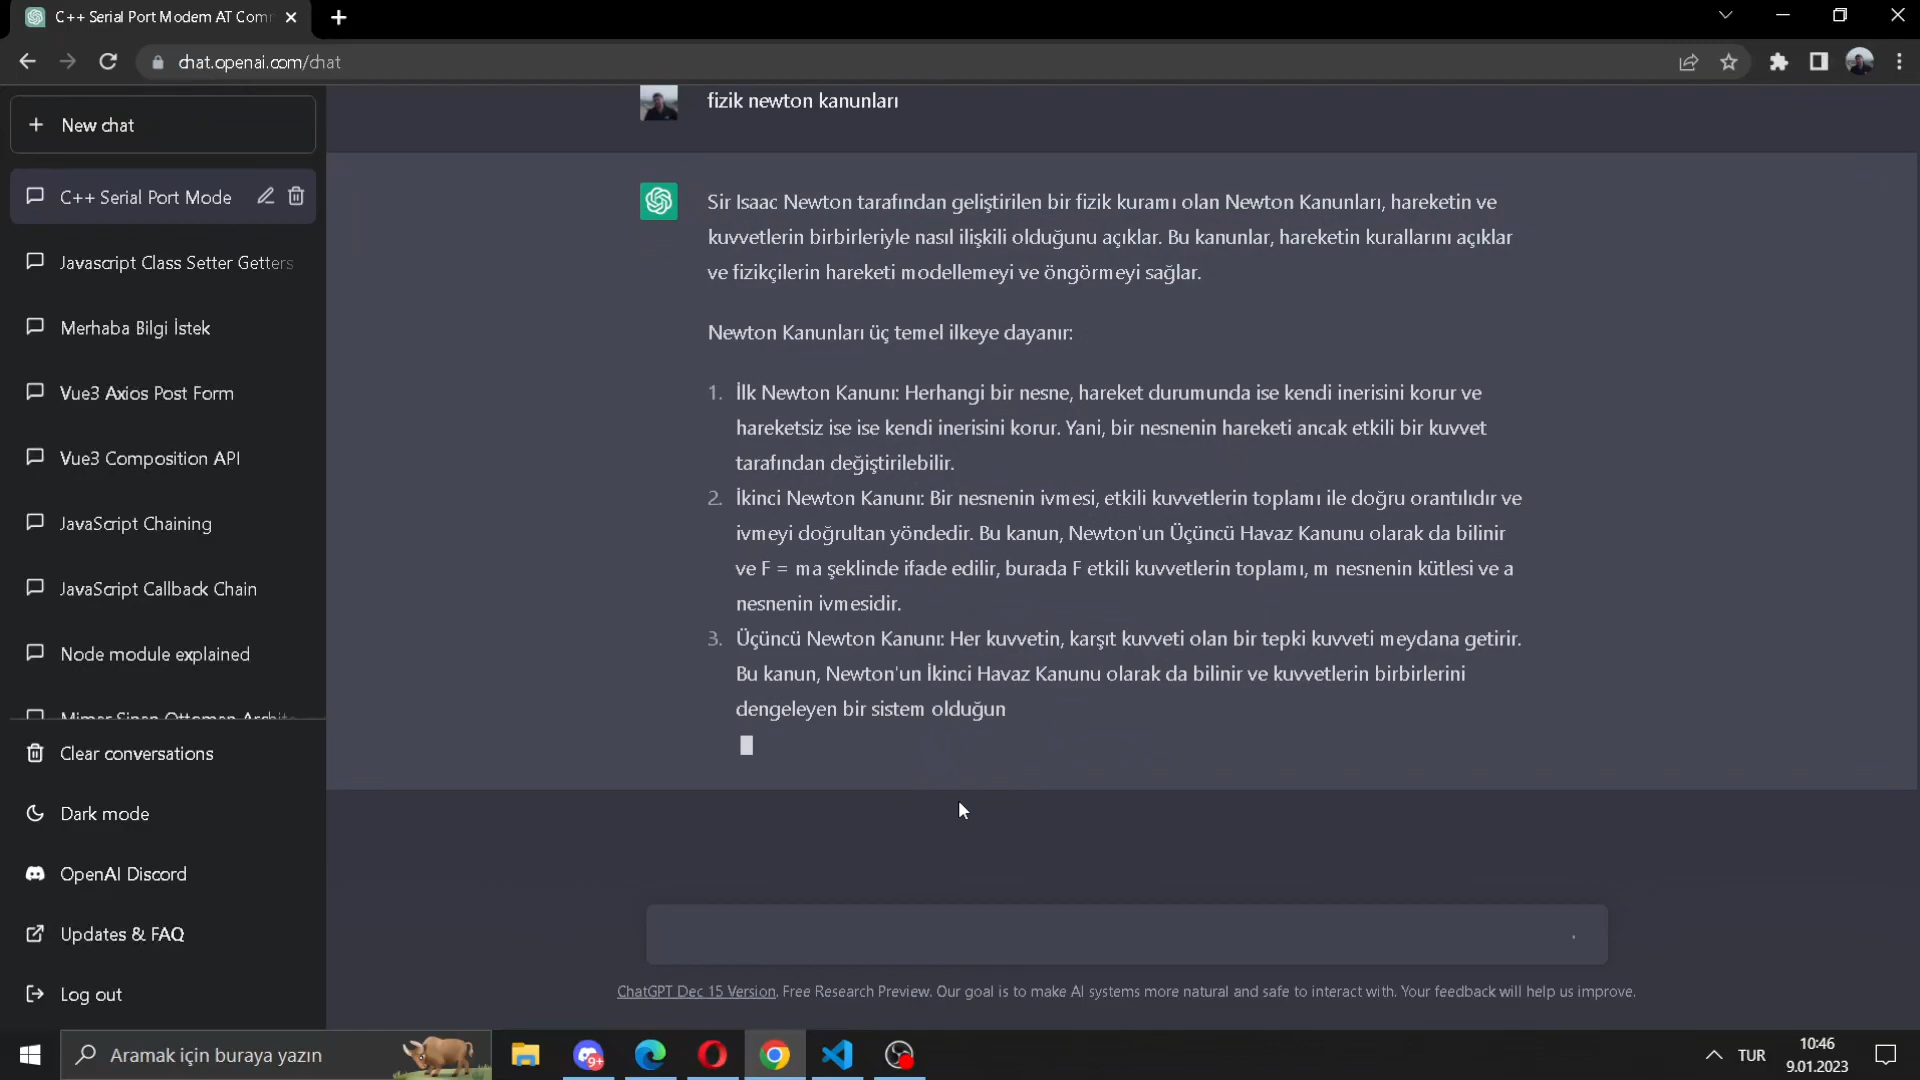 C++ Serial Port Modem AT Com
chat.openai.com/chat
New chat
C++ Serial Port Mode
Javascript Class Setter Getters
Merhaba Bilgi İstek
Vue3 Axios Post Form
Vue3 Composition API
JavaScript Chaining
JavaScript Callback Chain
Node module explained
Mimar Sinan Ottoman Archite
Clear conversations
Dark mode
OpenAI Discord
Updates & FAQ
Log out
fizik newton kanunları
Sir Isaac Newton tarafından geliştirilen bir fizik kuramı olan Newton Kanunları, hareketin ve
kuvvetlerin birbirleriyle nasıl ilişkili olduğunu açıklar. Bu kanunlar, hareketin kurallarını açıklar
ve fizikçilerin hareketi modellemeyi ve öngörmeyi sağlar.
Newton Kanunları üç temel ilkeye dayanır:
1. İlk Newton Kanunı: Herhangi bir nesne, hareket durumunda ise kendi inerisini korur ve
hareketsiz ise ise kendi inerisini korur. Yani, bir nesnenin hareketi ancak etkili bir kuvvet
tarafından değiştirilebilir.
2. İkinci Newton Kanunı: Bir nesnenin ivmesi, etkili kuvvetlerin toplamı ile doğru orantılıdır ve
ivmeyi doğrultan yöndedir. Bu kanun, Newton'un Üçüncü Havaz Kanunu olarak da bilinir
ve F = ma şeklinde ifade edilir, burada F etkili kuvvetlerin toplamı, m nesnenin kütlesi ve a
nesnenin ivmesidir.
3. Üçüncü Newton Kanunı: Her kuvvetin, karşıt kuvveti olan bir tepki kuvveti meydana getirir.
Bu kanun, Newton'un İkinci Havaz Kanunu olarak da bilinir ve kuvvetlerin birbirlerini
dengeleyen bir sistem olduğun
ChatGPT Dec 15 Version. Free Research Preview. Our goal is to make AI systems more natural and safe to interact with. Your feedback will help us improve.
Aramak için buraya yazın
9+
TUR
10:46
9.01.2023